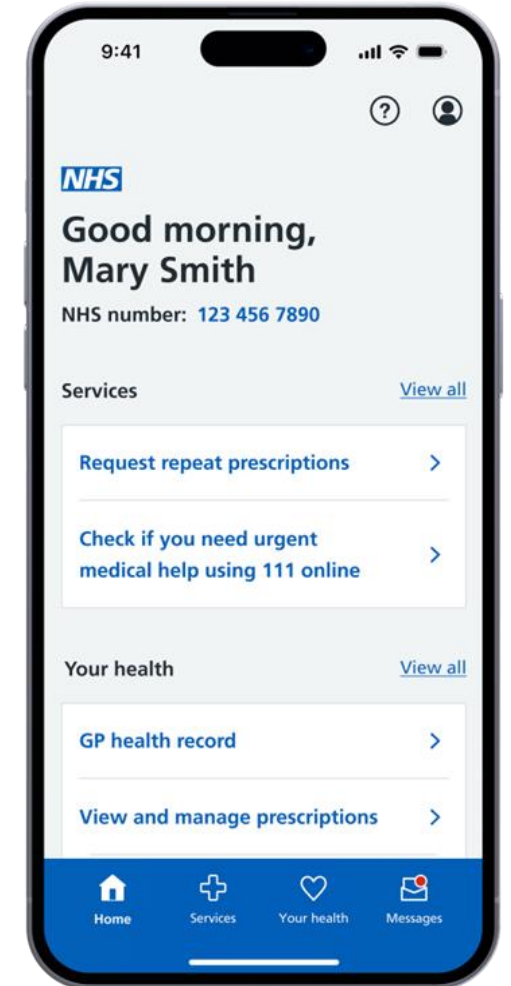 9:41
?
NHS
Good morning,
Mary Smith
NHS number: 123 456 7890
Services View all
Request repeat prescriptions
Check if you need urgent
medical help using 111 online
Your health View all
GP health record
View and manage prescriptions
Home Services Your health Messages